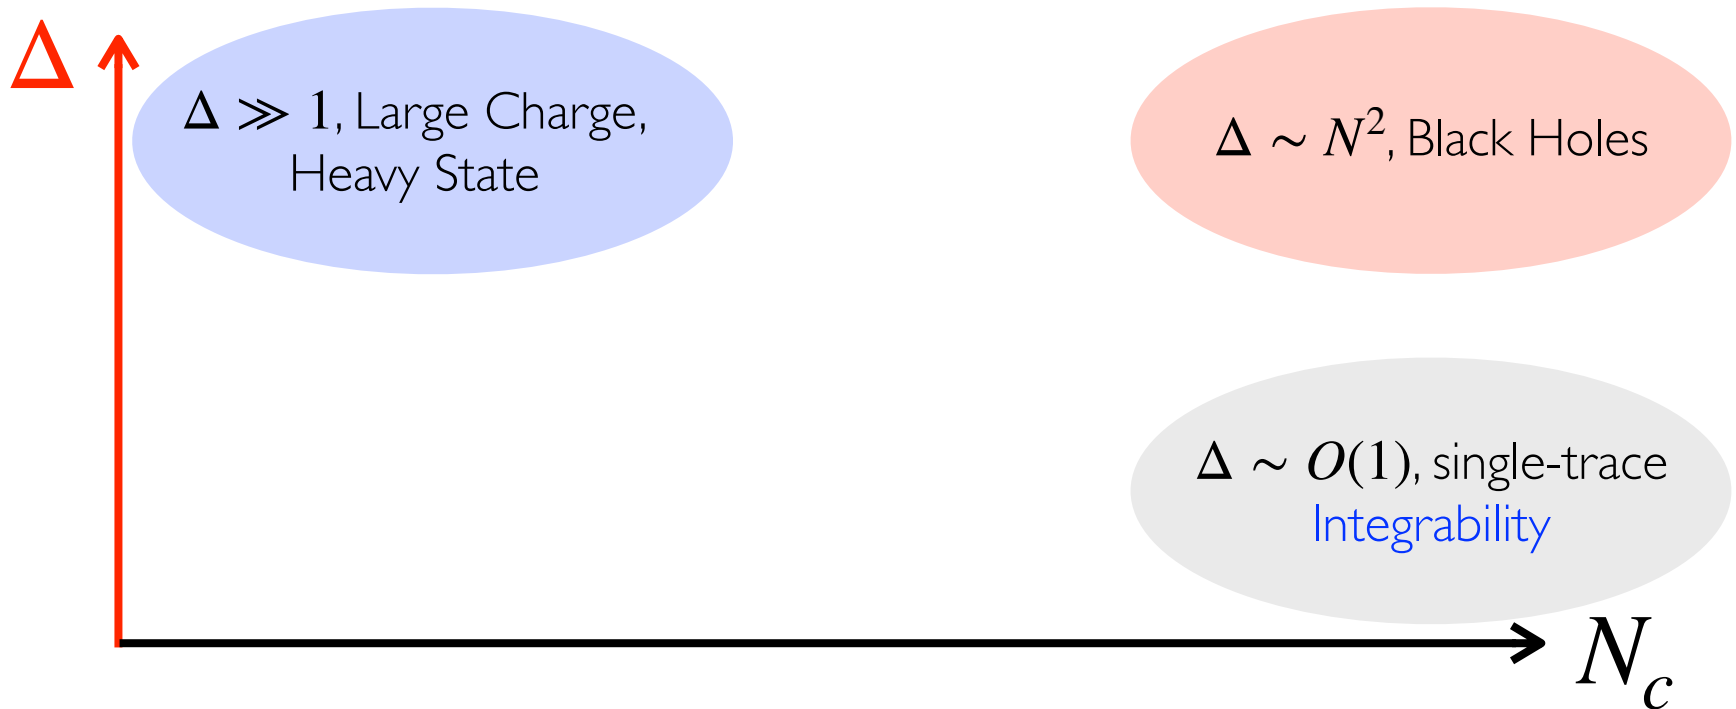 Δ
Δ ≫ 1, Large Charge,
Heavy State
Δ ∼ N², Black Holes
Δ ∼ O(1), single-trace
Integrability
N_c